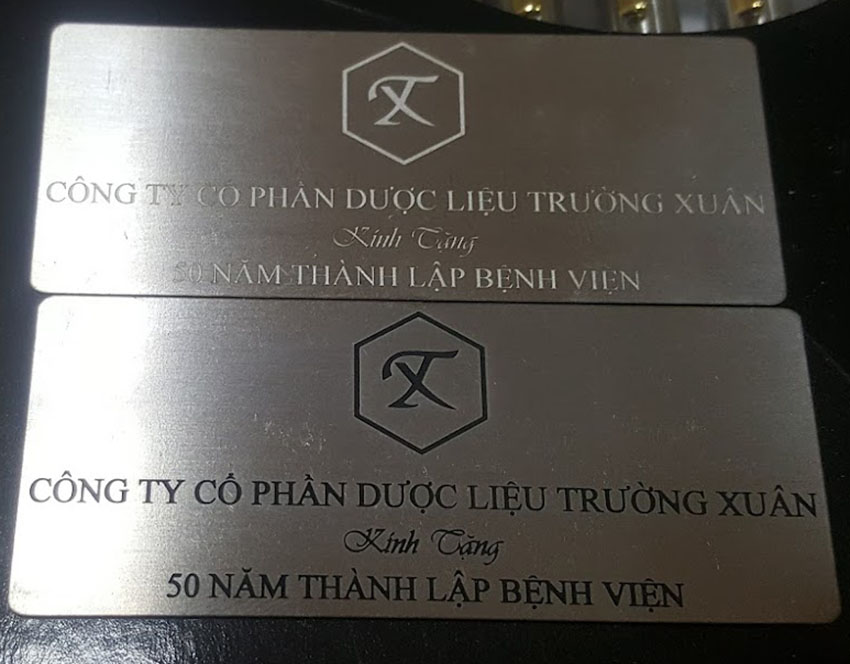 TX
CÔNG TY CỔ PHẦN DƯỢC LIỆU TRƯỜNG XUÂN
Kính Tặng
50 NĂM THÀNH LẬP BỆNH VIỆN
TX
CÔNG TY CỔ PHẦN DƯỢC LIỆU TRƯỜNG XUÂN
Kính Tặng
50 NĂM THÀNH LẬP BỆNH VIỆN